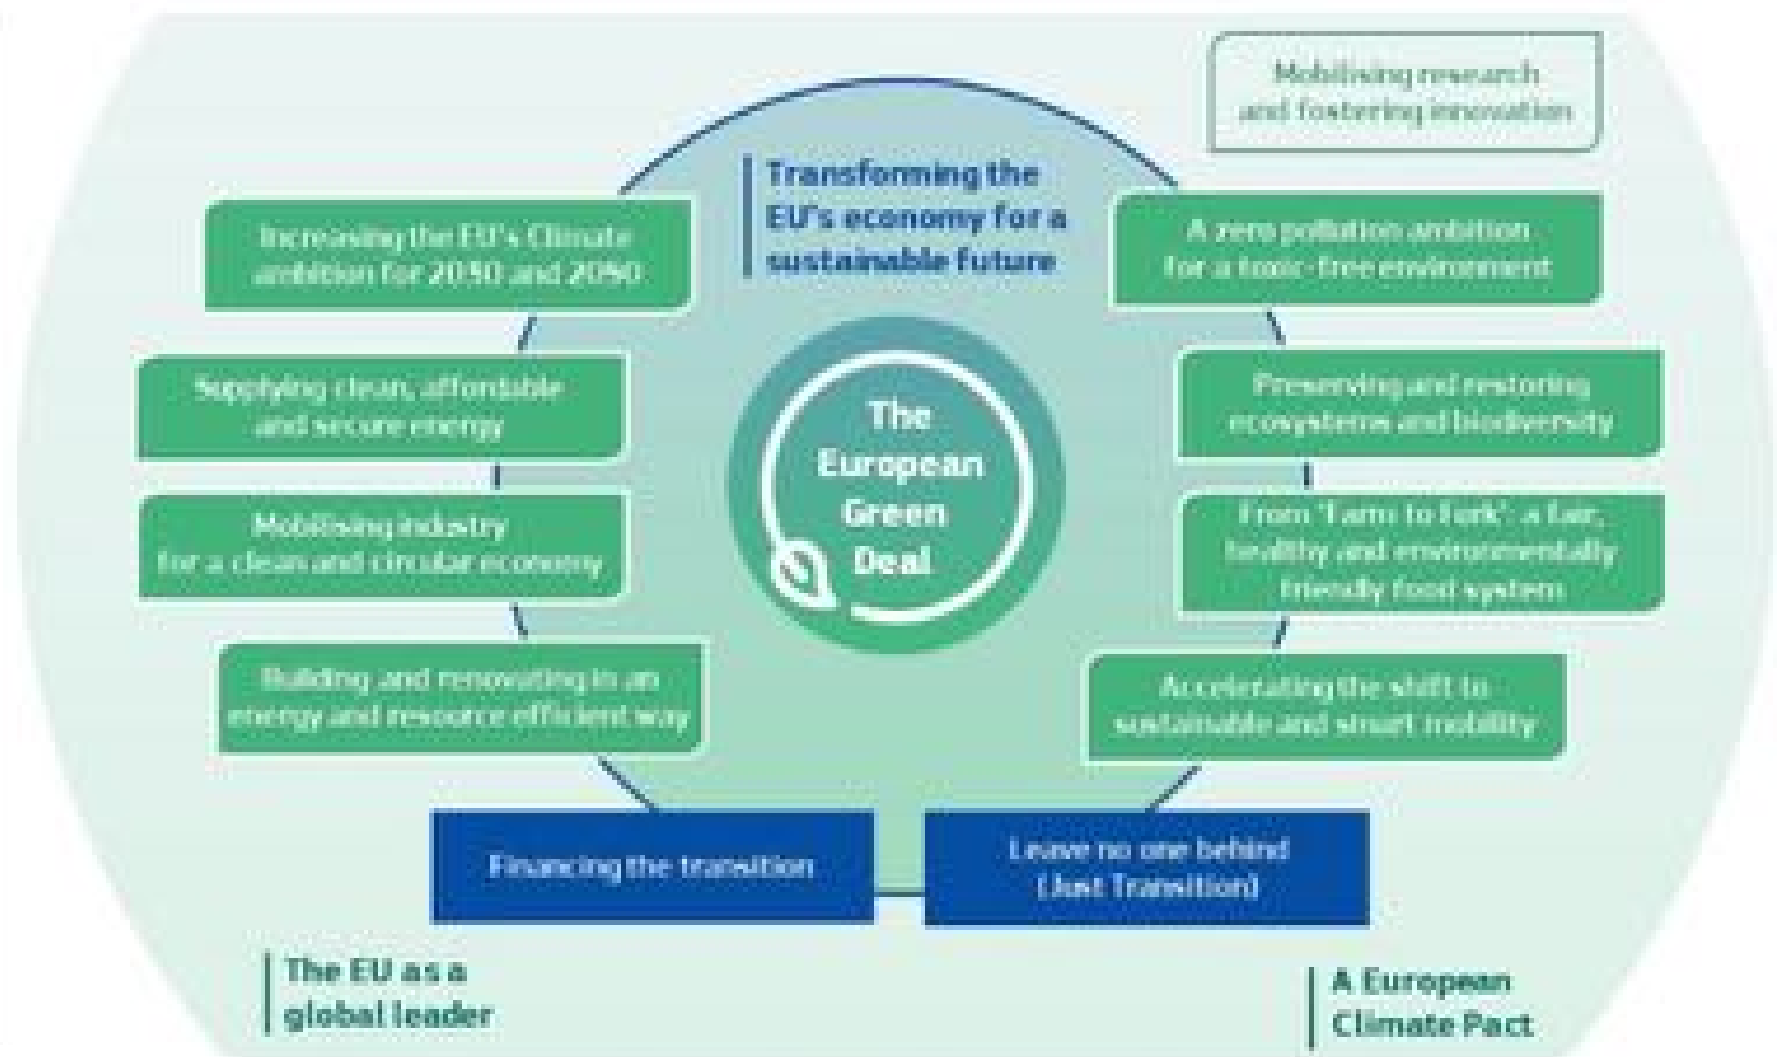 Mobilising research
and fostering innovation
Transforming the
EU's economy for a
sustainable future
Increasing the EU's Climate
ambition for 2030 and 2050
A zero pollution ambition
for a toxic-free environment
Supplying clean, affordable
and secure energy
Preserving and restoring
ecosystems and biodiversity
The
European
Green
Deal
Mobilising industry
for a clean and circular economy
From 'Farm to Fork': a fair,
healthy and environmentally
friendly food system
Building and renovating in an
energy and resource efficient way
Accelerating the shift to
sustainable and smart mobility
Financing the transition
Leave no one behind
(Just Transition)
The EU as a
global leader
A European
Climate Pact